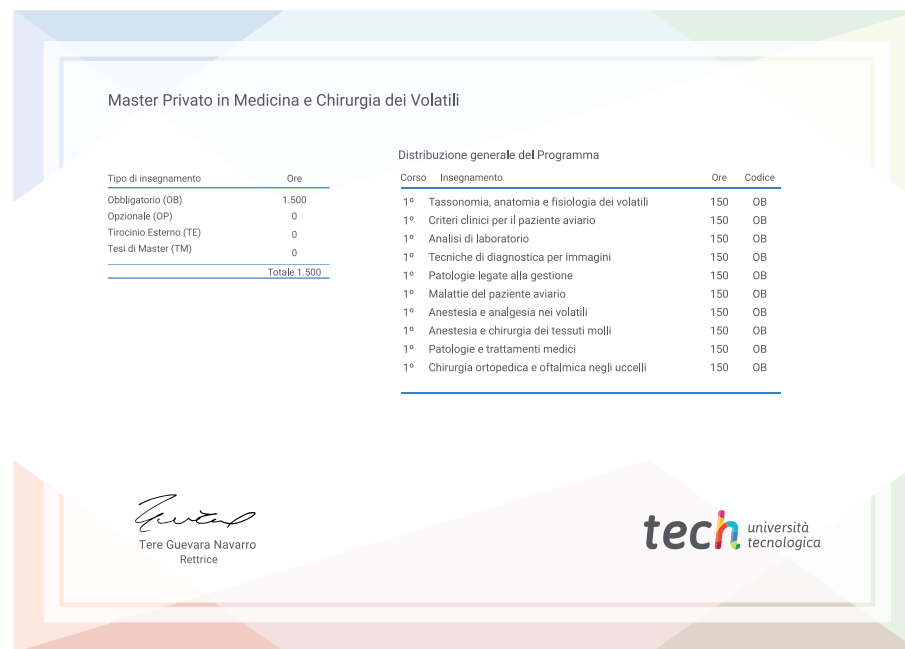 Master Privato in Medicina e Chirurgia dei Volatili
Tipo di insegnamento Ore
Obbligatorio (OB) 1.500
Opzionale (OP) 0
Tirocinio Esterno (TE) 0
Tesi di Master (TM) 0
Totale 1.500
Distribuzione generale del Programma
Corso Insegnamento Ore Codice
1º Tassonomia, anatomia e fisiologia dei volatili 150 OB
1º Criteri clinici per il paziente aviario 150 OB
1º Analisi di laboratorio 150 OB
1º Tecniche di diagnostica per immagini 150 OB
1º Patologie legate alla gestione 150 OB
1º Malattie del paziente aviario 150 OB
1º Anestesia e analgesia nei volatili 150 OB
1º Anestesia e chirurgia dei tessuti molli 150 OB
1º Patologie e trattamenti medici 150 OB
1º Chirurgia ortopedica e oftalmica negli uccelli 150 OB
Tere Guevara Navarro
Rettrice
tech università
tecnologica